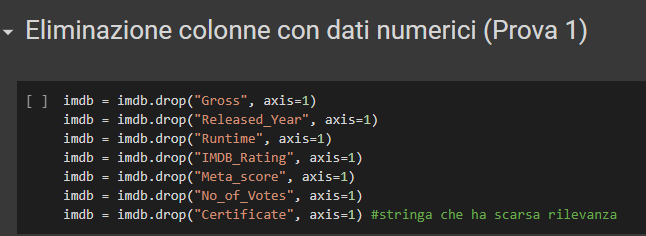 Eliminazione colonne con dati numerici (Prova 1)
[ ] imdb = imdb.drop("Gross", axis=1)
imdb = imdb.drop("Released_Year", axis=1)
imdb = imdb.drop("Runtime", axis=1)
imdb = imdb.drop("IMDB_Rating", axis=1)
imdb = imdb.drop("Meta_score", axis=1)
imdb = imdb.drop("No_of_Votes", axis=1)
imdb = imdb.drop("Certificate", axis=1) #stringa che ha scarsa rilevanza